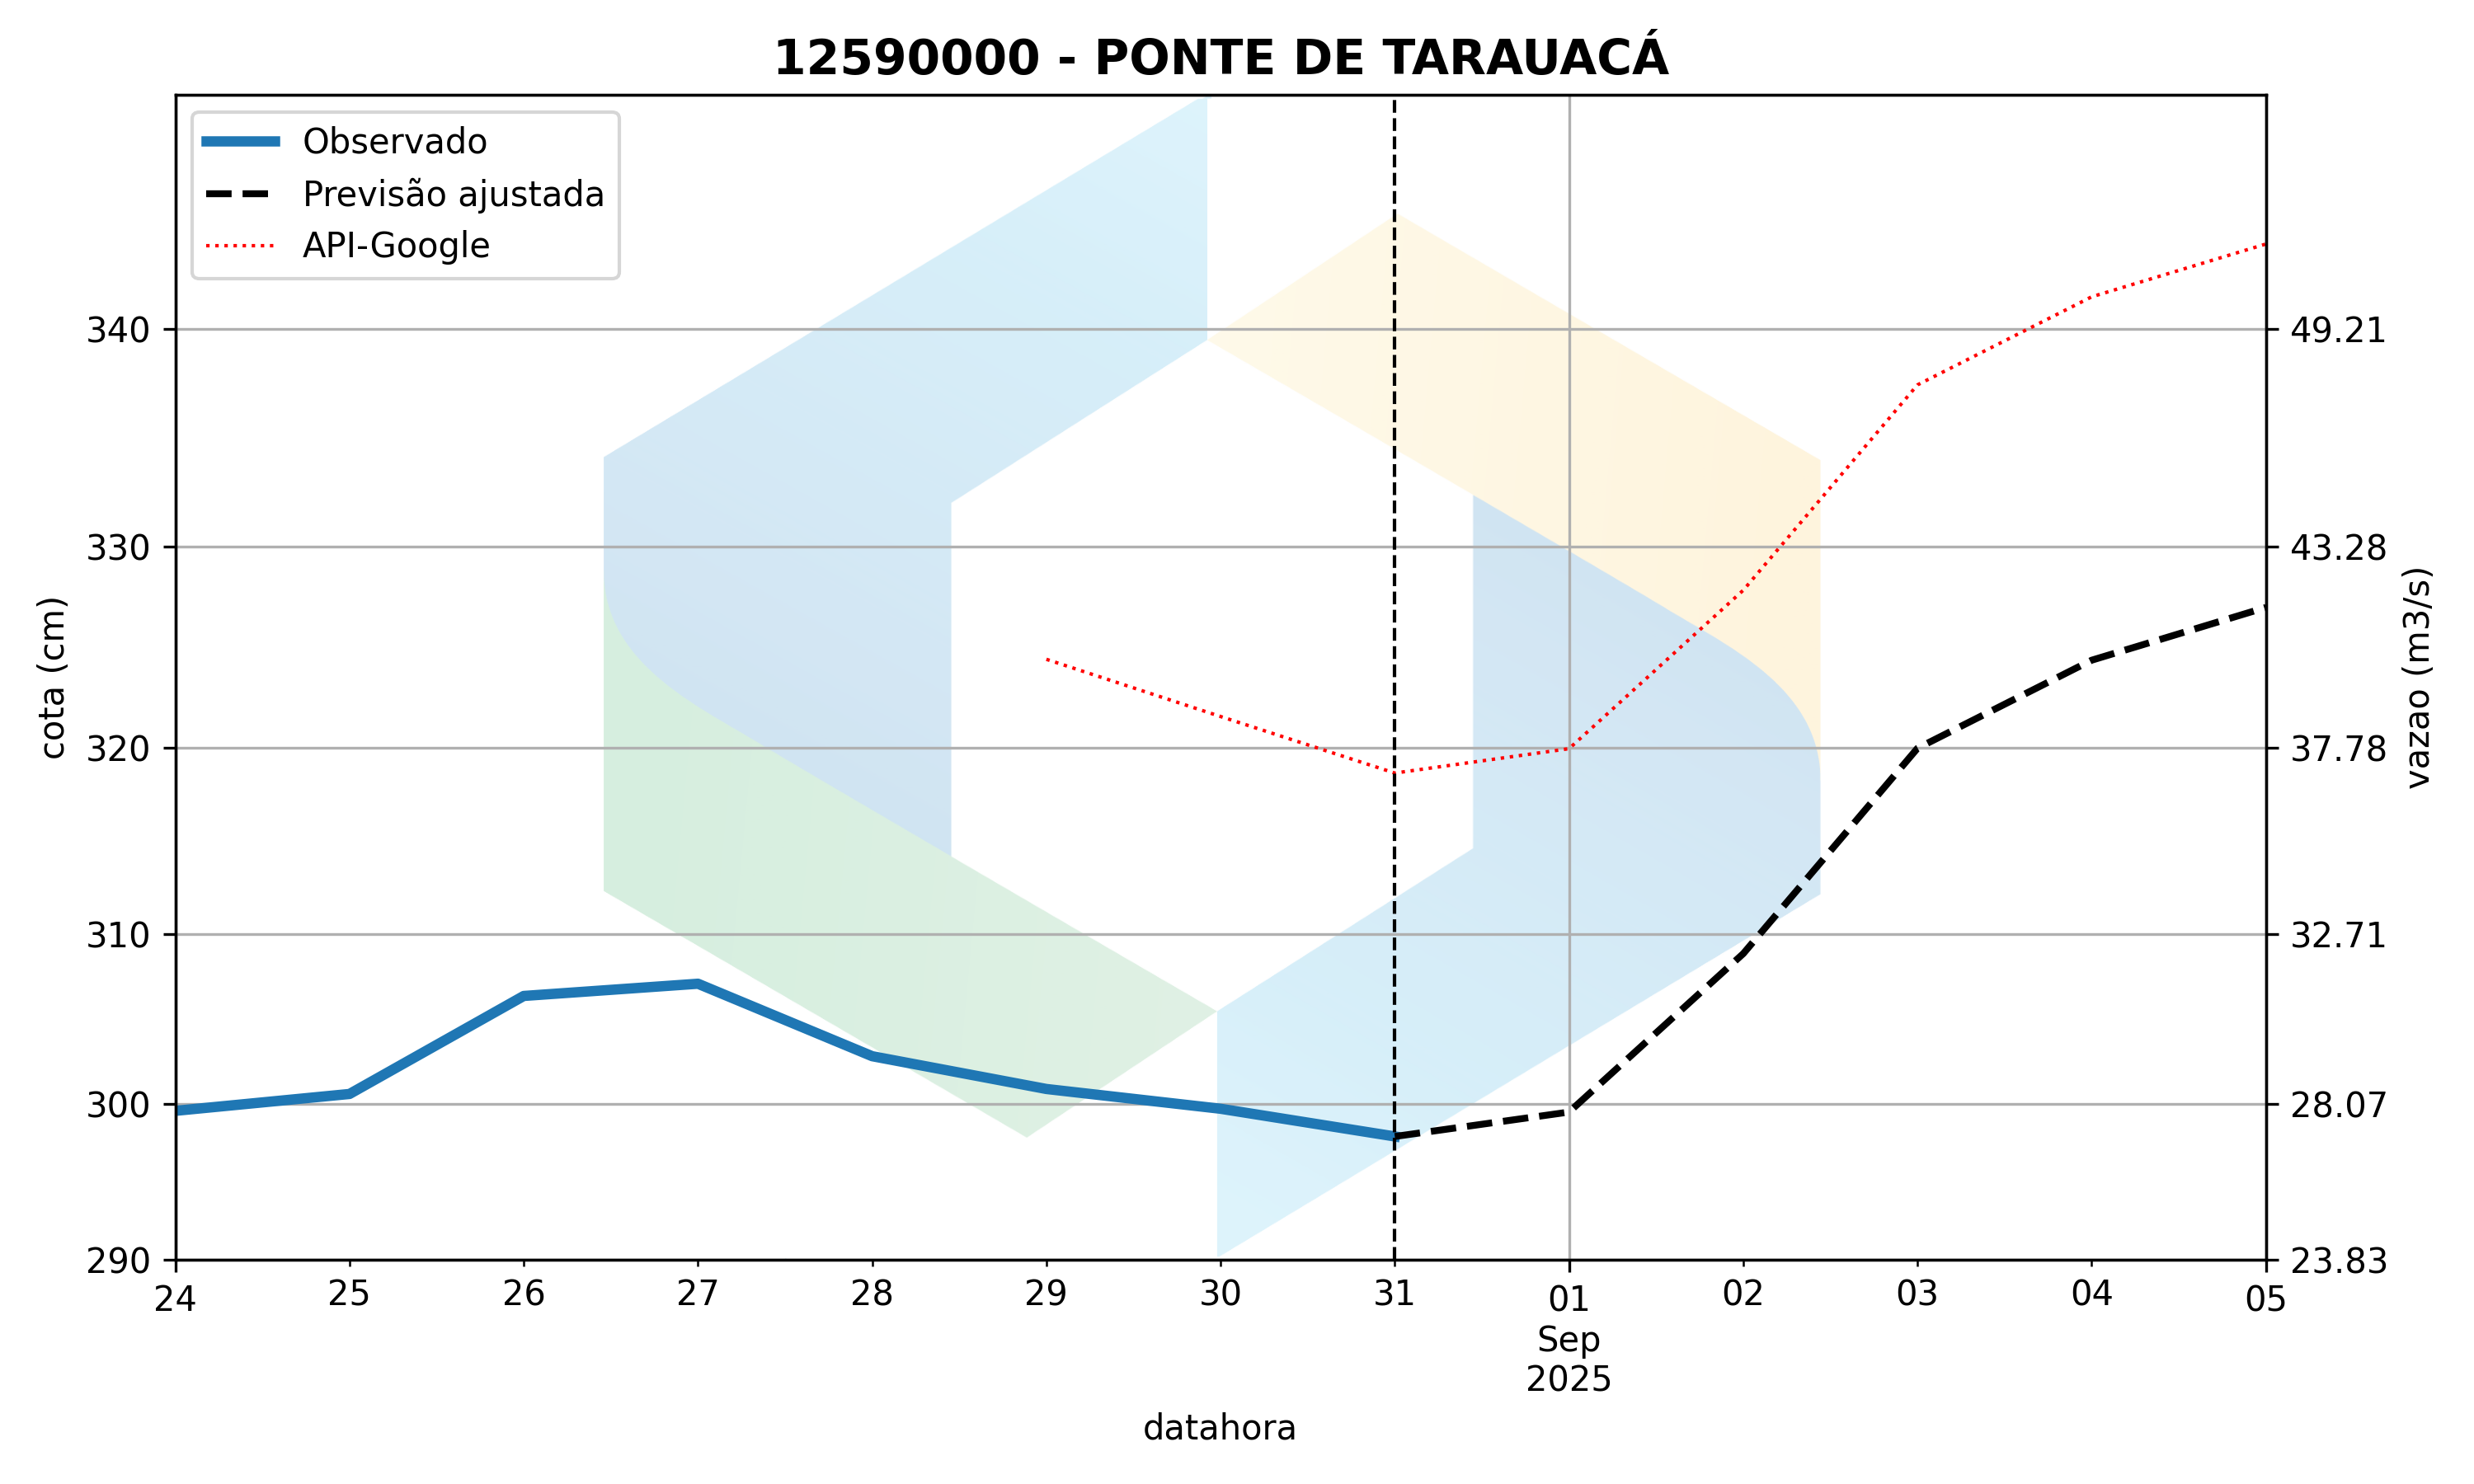 12590000 - PONTE DE TARAUACÁ
Observado
Previsão ajustada
API-Google
340
330
320
310
300
290
cota (cm)
49.21
43.28
37.78
32.71
28.07
23.83
vazao (m3/s)
24 25 26 27 28 29 30 31 01 02 03 04 05
Sep
2025
datahora